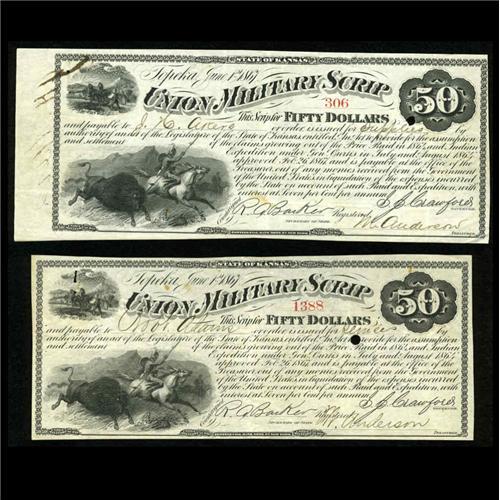 STATE OF KANSAS.
Topeka, June 1st 1867
UNION MILITARY SCRIP
50
306
This Scrip for FIFTY DOLLARS
and payable to J. C. or order issued for Supplies by
authority of an act of the Legislature of the State of Kansas entitled "An Act to provide for the assumption
and settlement of the claims growing out of the Price Raid in 1864, and Indian
Expedition under Gen. Curtis in July and August 1864,"
approved Feb. 26, 1867, and is payable at the office of the
Treasurer, out of any moneys received from the Government
of the United States in liquidation of the expenses incurred
by the State on account of such Raid and Expedition, with
interest at Seven per Cent per annum.
R. A. Barker S. J. Crawford
GOVERNOR.
M. Anderson
TREASURER.
STATE OF KANSAS.
Topeka, June 1st 1867
UNION MILITARY SCRIP
50
1388
This Scrip for FIFTY DOLLARS
and payable to Adams or order issued for Services by
authority of an act of the Legislature of the State of Kansas entitled "An Act to provide for the assumption
and settlement of the claims growing out of the Price Raid in 1864, and Indian
Expedition under Gen. Curtis in July and August 1864,"
approved Feb. 26, 1867, and is payable at the office of the
Treasurer, out of any moneys received from the Government
of the United States in liquidation of the expenses incurred
by the State on account of such Raid and Expedition, with
interest at Seven per Cent per annum.
R. A. Barker S. J. Crawford
GOVERNOR.
M. Anderson
TREASURER.